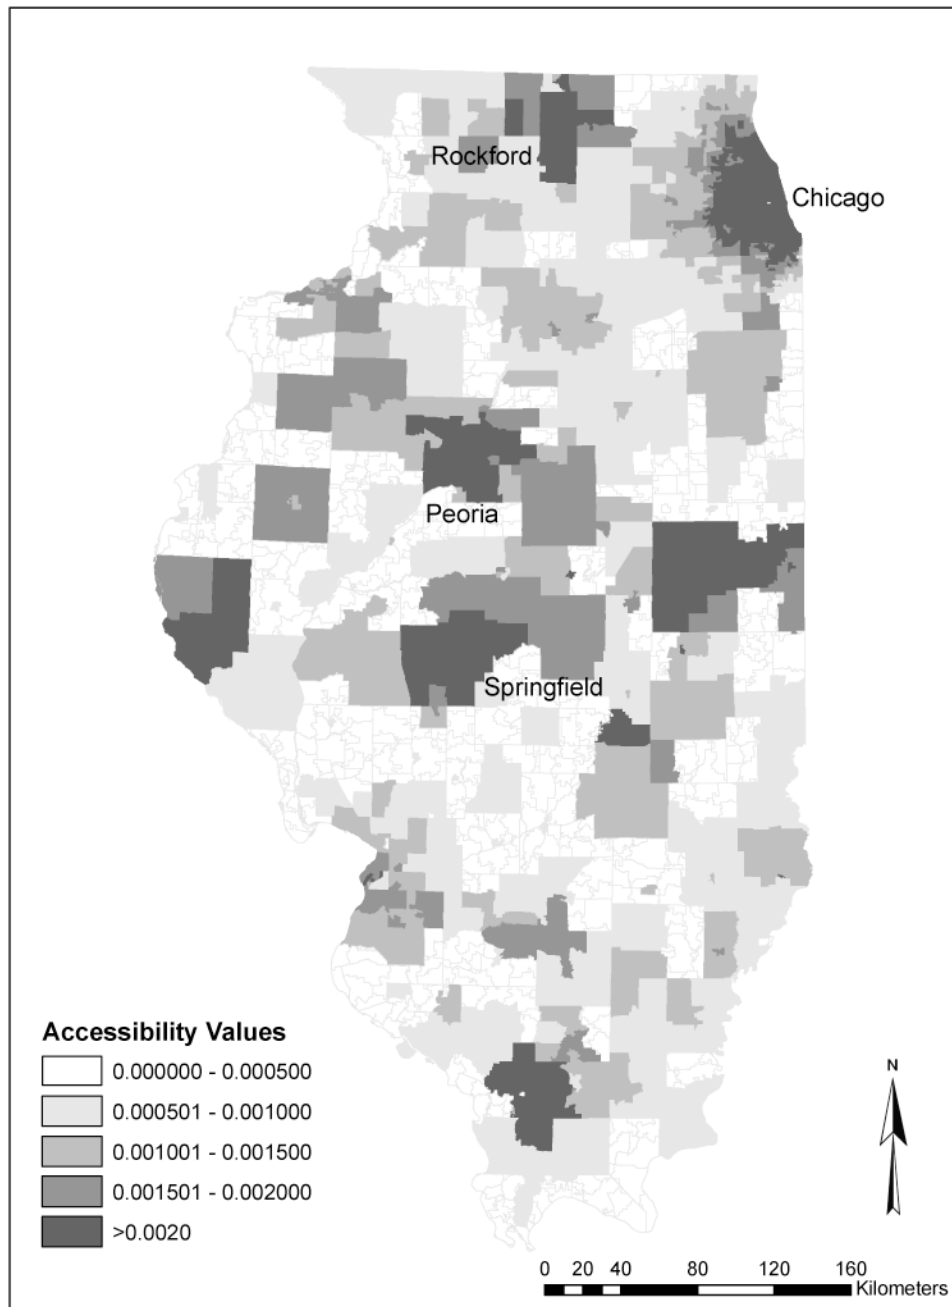 Rockford
Chicago
Peoria
Springfield
Accessibility Values
0.000000 - 0.000500
0.000501 - 0.001000
0.001001 - 0.001500
0.001501 - 0.002000
>0.0020
N
0 20 40 80 120 160
Kilometers